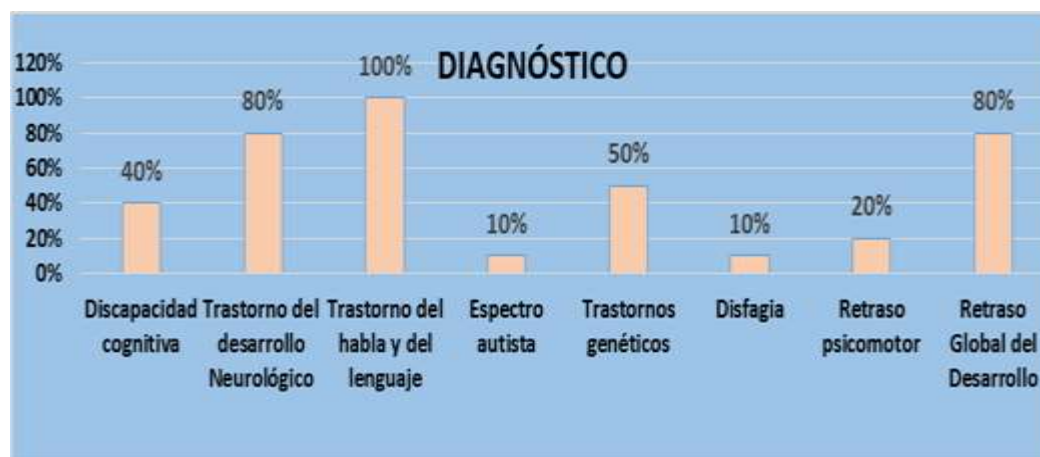 DIAGNÓSTICO
120%
100%
80%
60%
40%
20%
0%
40%
80%
100%
10%
50%
10%
20%
80%
Discapacidad
cognitiva
Trastorno del
desarrollo
Neurológico
Trastorno del
habla y del
lenguaje
Espectro
autista
Trastornos
genéticos
Disfagia
Retraso
psicomotor
Retraso
Global del
Desarrollo